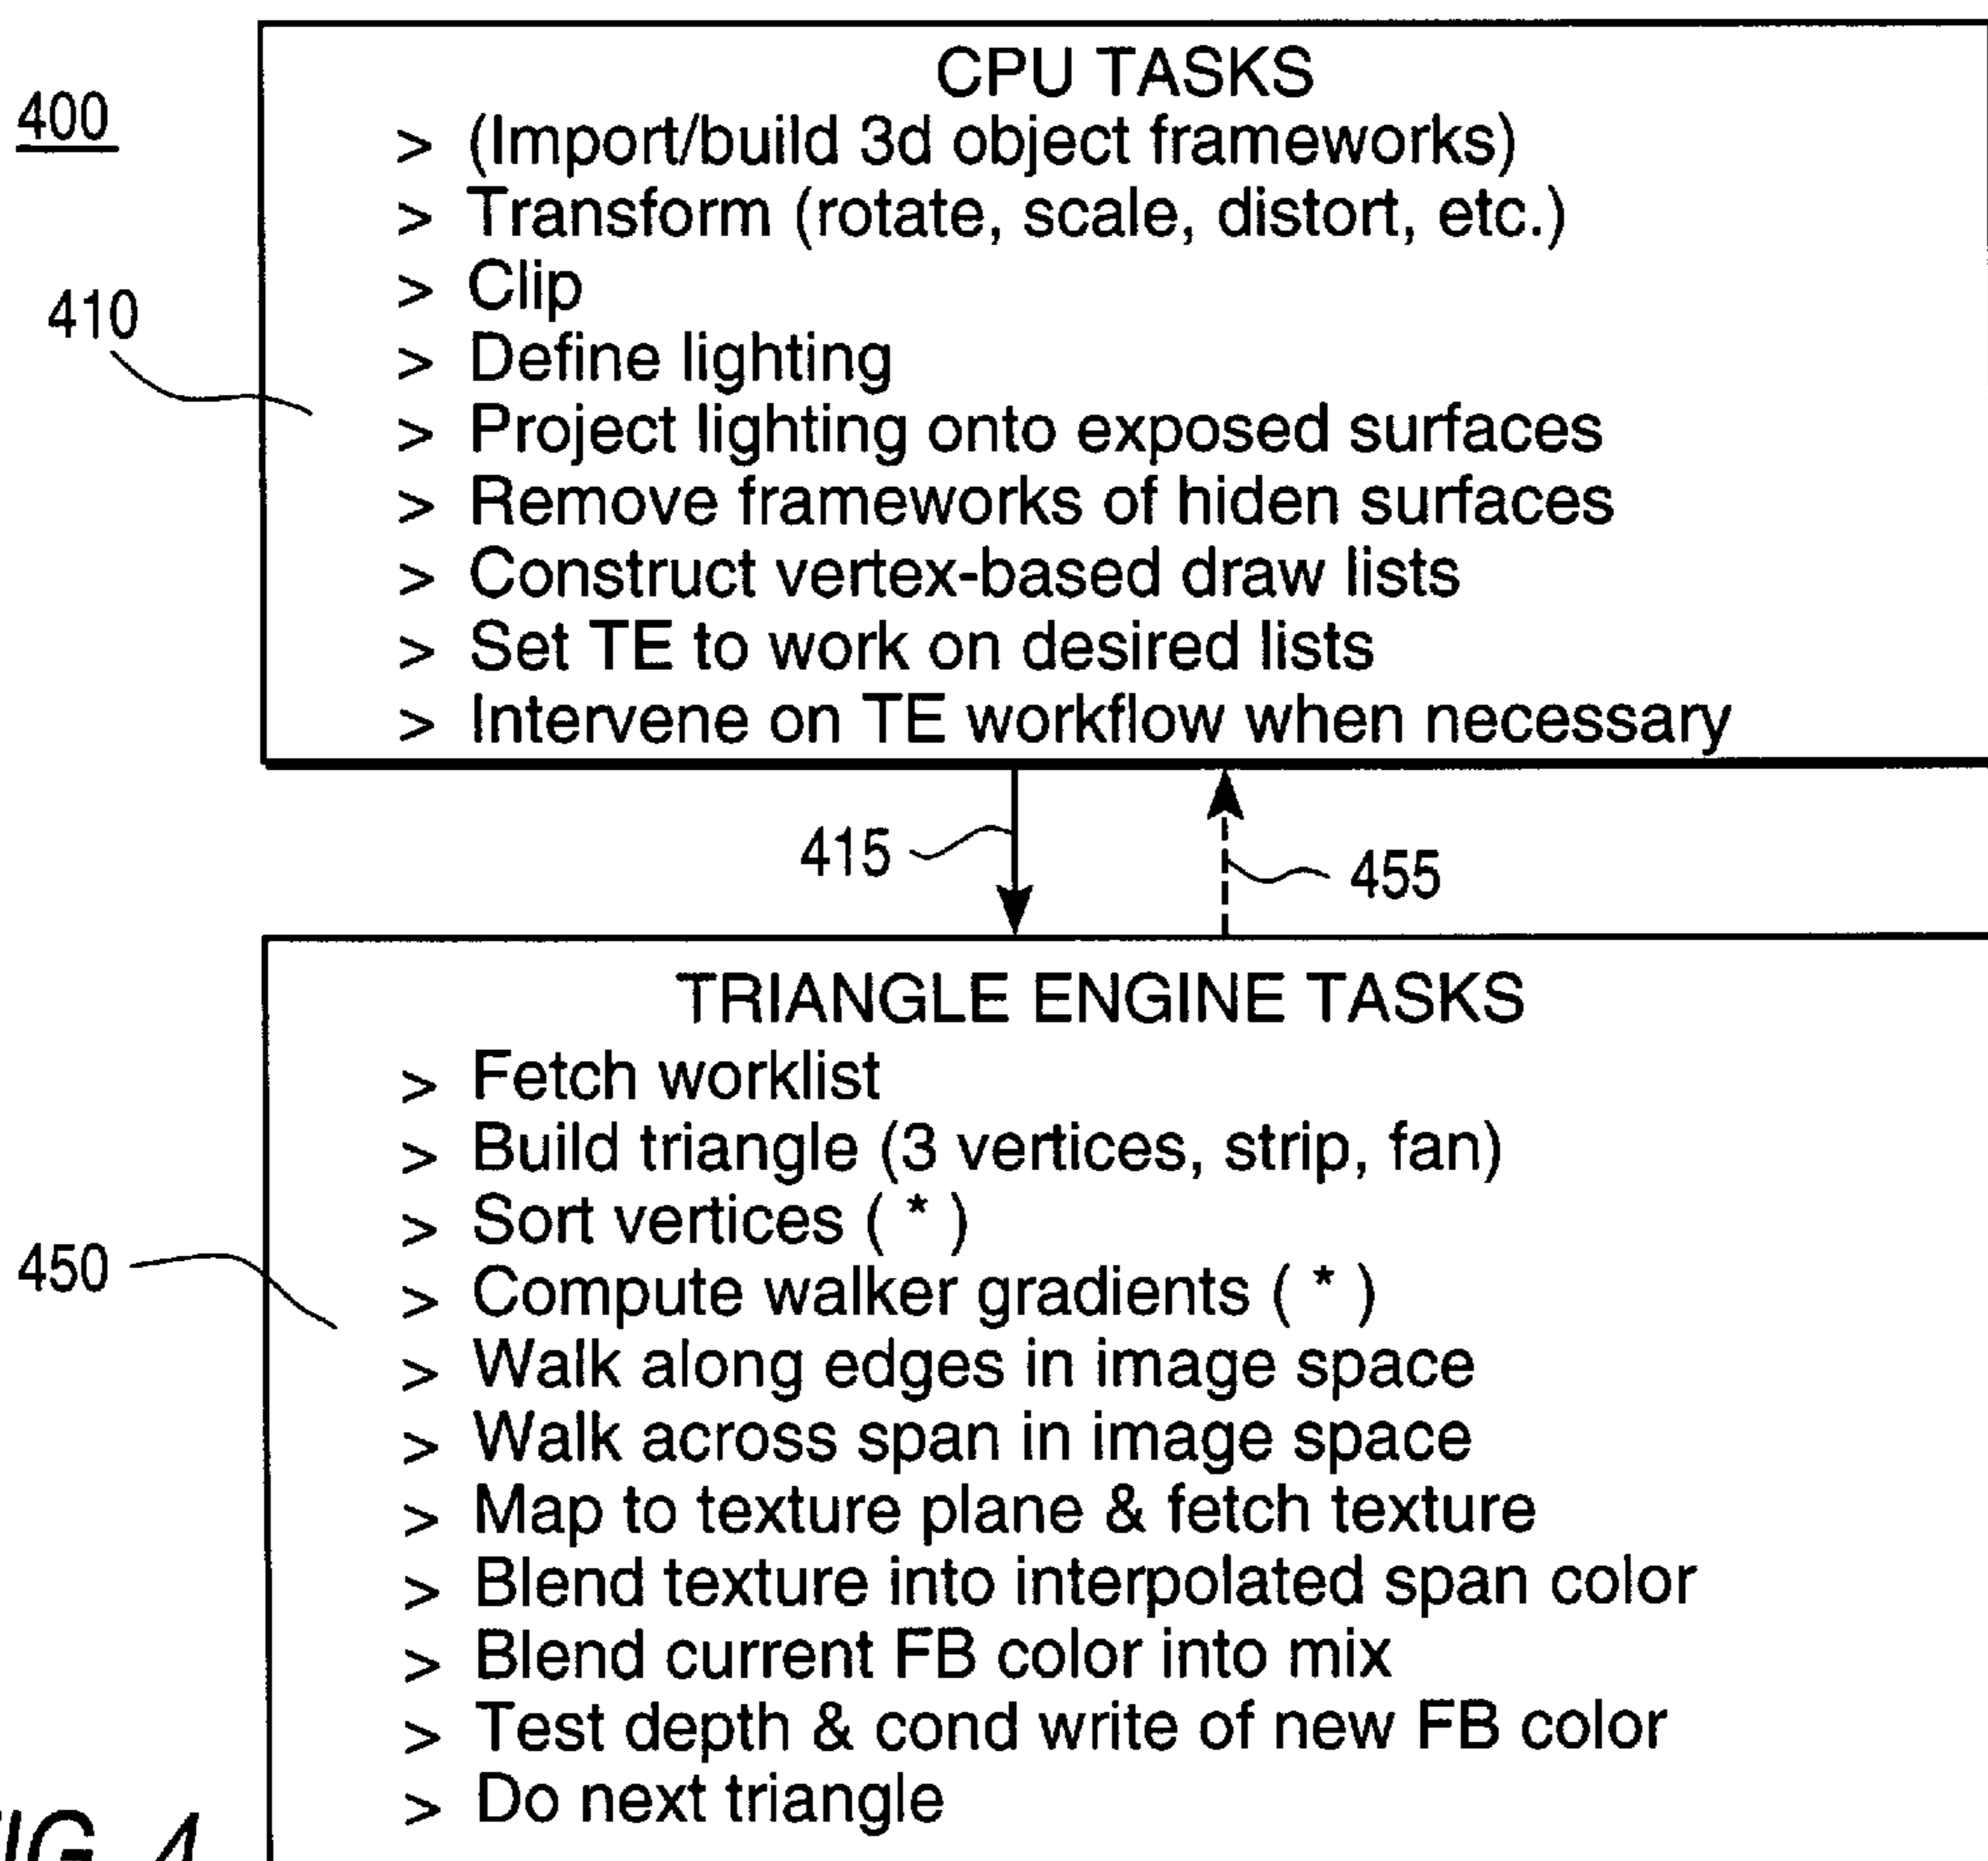 CPU TASKS
400
> (Import/build 3d object frameworks)
> Transform (rotate, scale, distort, etc.)
> Clip
410
> Define lighting
> Project lighting onto exposed surfaces
> Remove frameworks of hiden surfaces
> Construct vertex-based draw lists
> Set TE to work on desired lists
> Intervene on TE workflow when necessary
415
455
TRIANGLE ENGINE TASKS
> Fetch worklist
> Build triangle (3 vertices, strip, fan)
> Sort vertices ( * )
450
> Compute walker gradients ( * )
> Walk along edges in image space
> Walk across span in image space
> Map to texture plane & fetch texture
> Blend texture into interpolated span color
> Blend current FB color into mix
> Test depth & cond write of new FB color
> Do next triangle